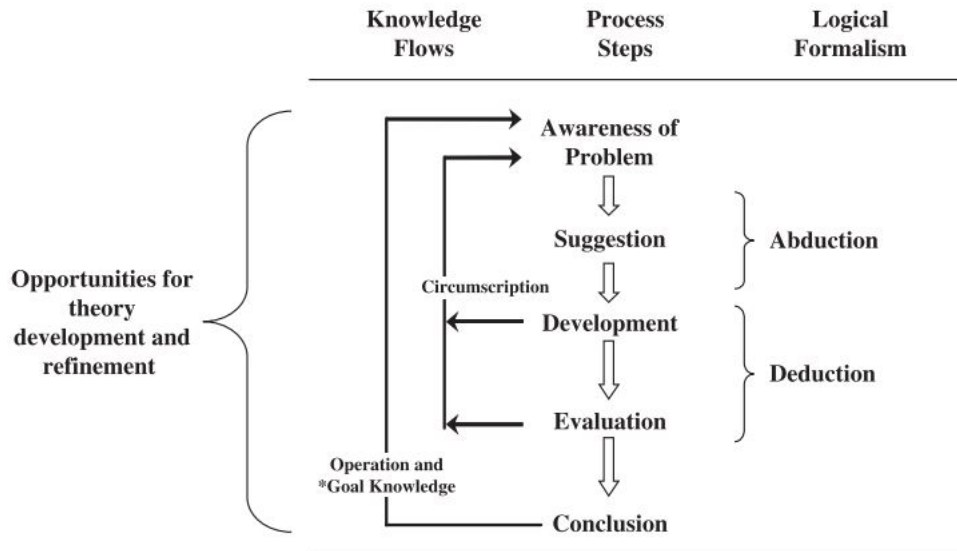 Knowledge
Flows
Process
Steps
Logical
Formalism
Awareness of
Problem
Suggestion
Abduction
Opportunities for
theory
development and
refinement
Circumscription
Development
Deduction
Evaluation
Operation and
*Goal Knowledge
Conclusion